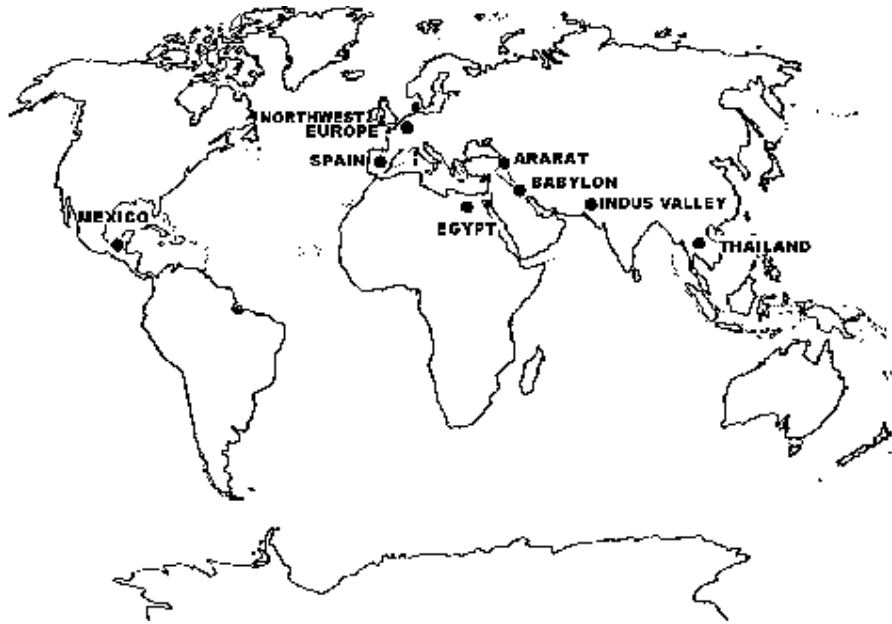 NORTHWEST
EUROPE
SPAIN
ARARAT
BABYLON
INDUS VALLEY
MEXICO
EGYPT
THAILAND